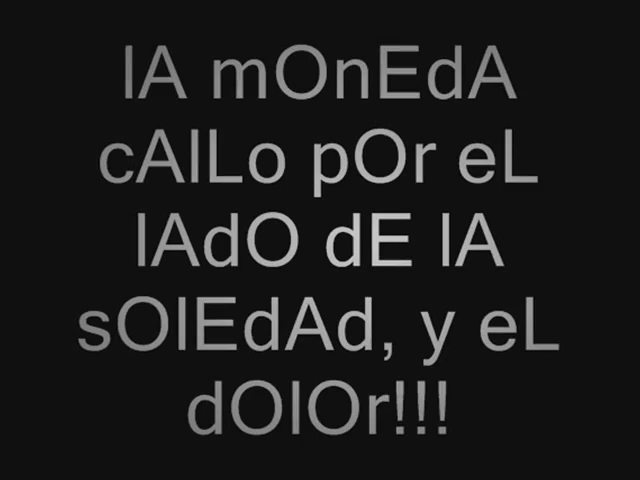 lA mOnEdA
cAlLo pOr eL
lAdO dE lA
sOlEdAd, y eL
dOlOr!!!